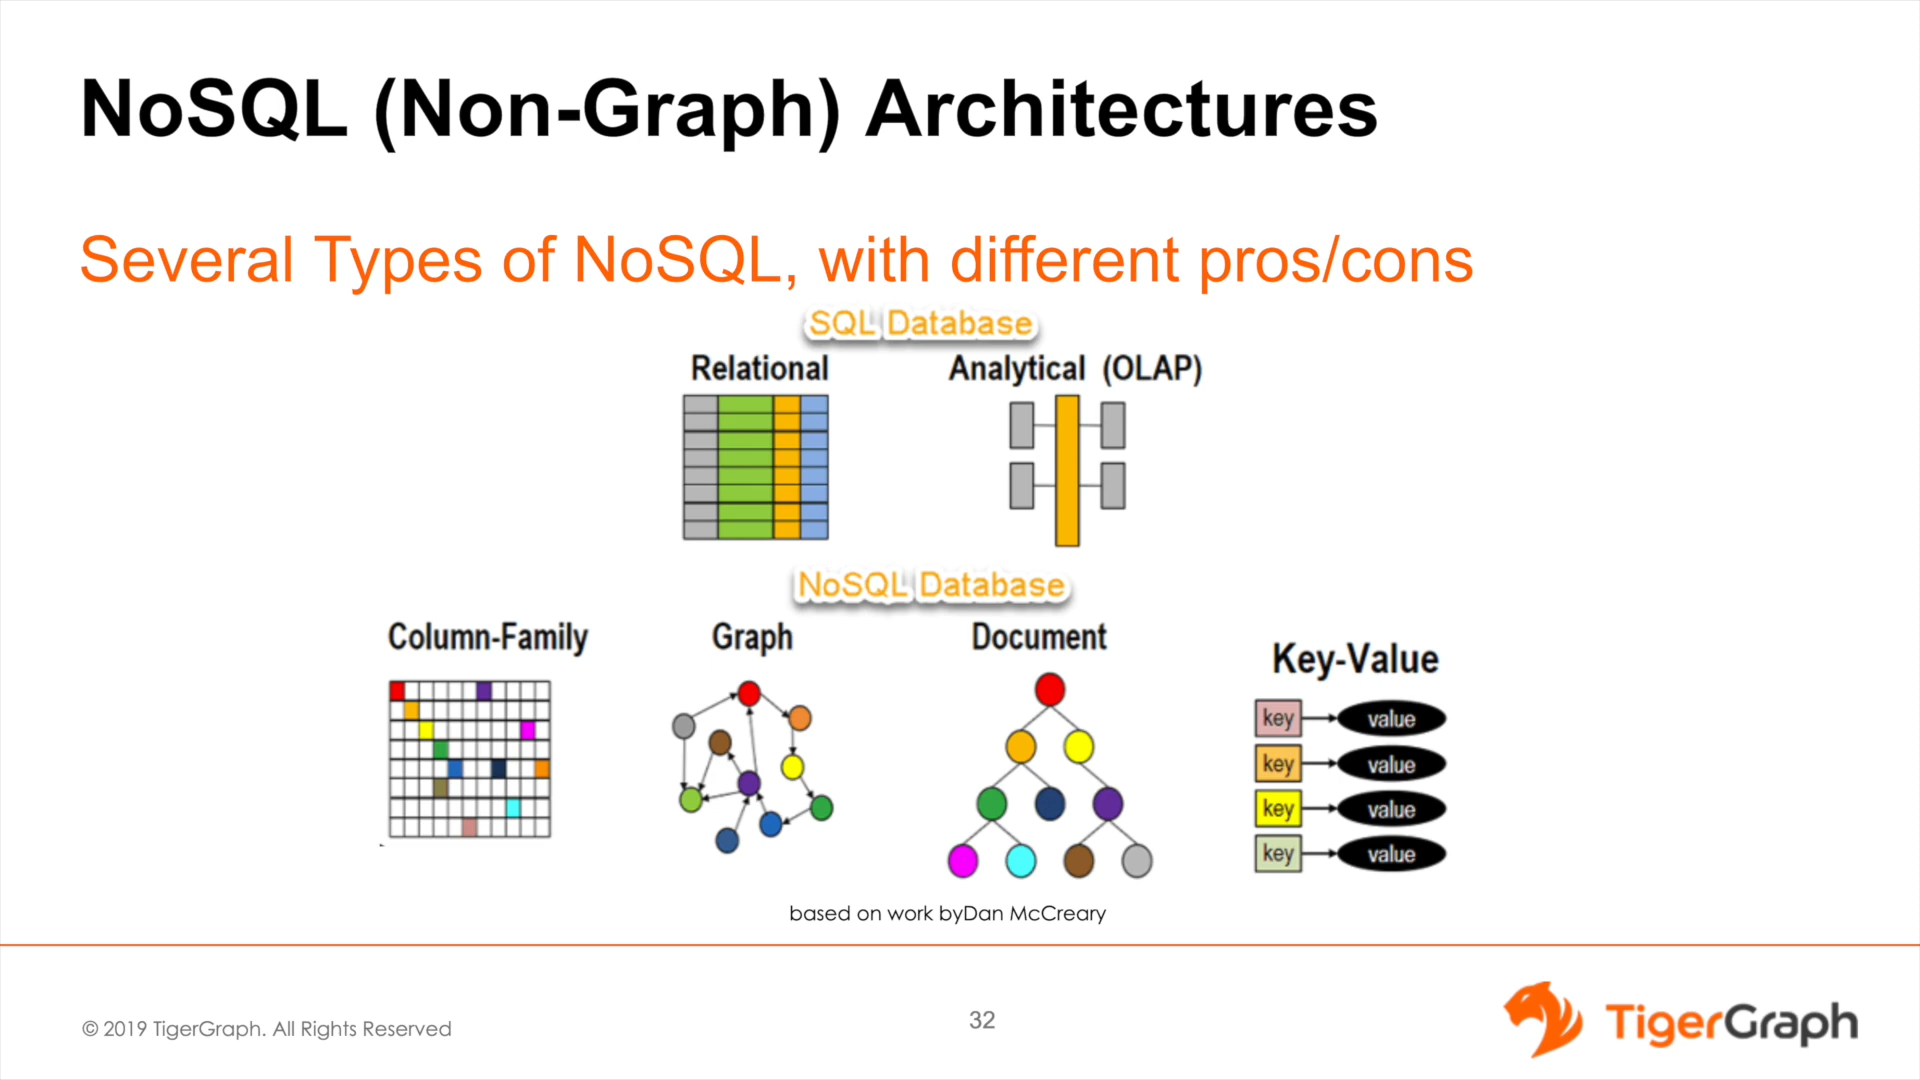 NoSQL (Non-Graph) Architectures
Several Types of NoSQL, with different pros/cons
SQL Database
Relational
Analytical (OLAP)
NoSQL Database
Column-Family
Graph
Document
Key-Value
key value
key value
key value
key value
based on work byDan McCreary
© 2019 TigerGraph. All Rights Reserved
32
TigerGraph